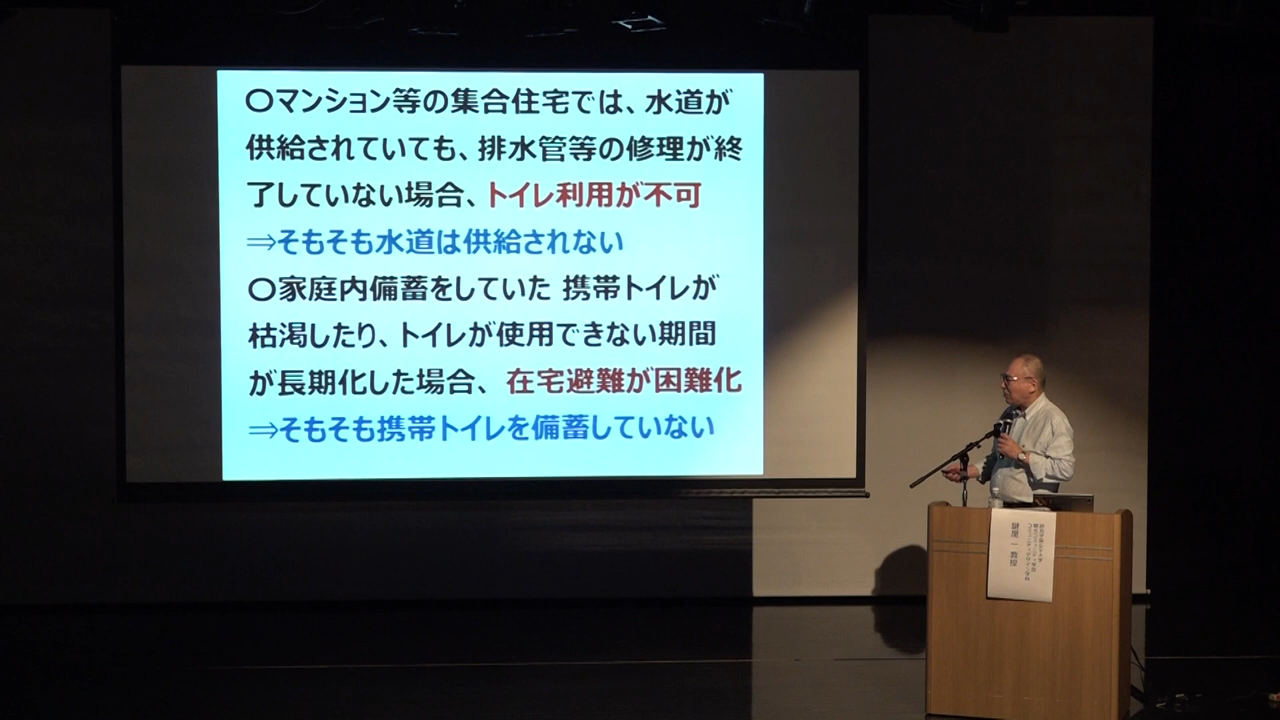 〇マンション等の集合住宅では、水道が
供給されていても、排水管等の修理が終
了していない場合、トイレ利用が不可
⇒そもそも水道は供給されない
〇家庭内備蓄をしていた 携帯トイレが
枯渇したり、トイレが使用できない期間
が長期化した場合、 在宅避難が困難化
⇒そもそも携帯トイレを備蓄していない
鍵屋 一 教授